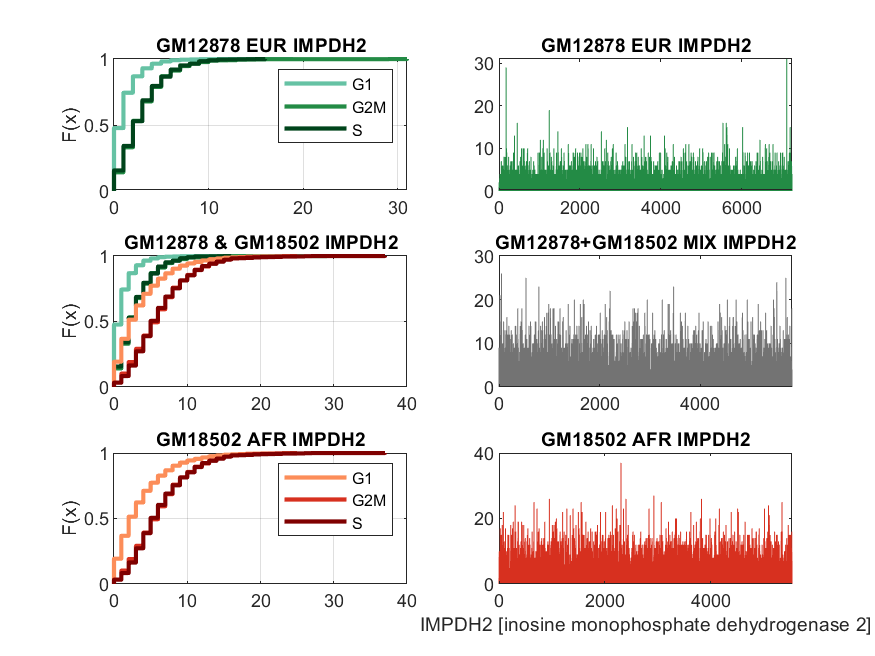 GM12878 EUR IMPDH2
F(x)
1
0.5
0
0 10 20 30
G1
G2M
S
GM12878 EUR IMPDH2
30
20
10
0
0 2000 4000 6000
GM12878 & GM18502 IMPDH2
F(x)
1
0.5
0
0 10 20 30 40
GM12878+GM18502 MIX IMPDH2
30
20
10
0
0 2000 4000
GM18502 AFR IMPDH2
F(x)
1
0.5
0
0 10 20 30 40
G1
G2M
S
GM18502 AFR IMPDH2
40
20
0
0 2000 4000
IMPDH2 [inosine monophosphate dehydrogenase 2]